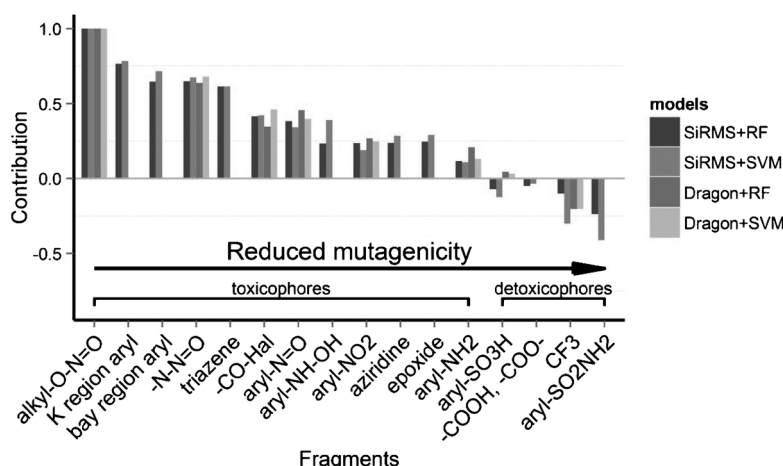 1.0
0.5
0.0
-0.5
Contribution
Reduced mutagenicity
toxicophores
detoxicophores
alkyl-O-N=O
K region aryl
bay region aryl
-N-N=O
triazene
-CO-Hal
aryl-N=O
aryl-NH-OH
aryl-NO2
aziridine
epoxide
aryl-NH2
aryl-SO3H
-COOH, -COO-
CF3
aryl-SO2NH2
Fragments
models
SiRMS+RF
SiRMS+SVM
Dragon+RF
Dragon+SVM